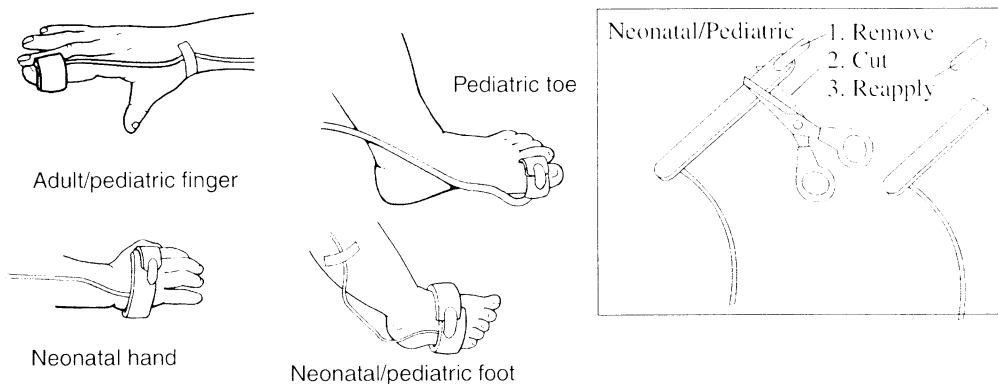 Adult/pediatric finger
Pediatric toe
Neonatal hand
Neonatal/pediatric foot
Neonatal/Pediatric
1. Remove
2. Cut
3. Reapply